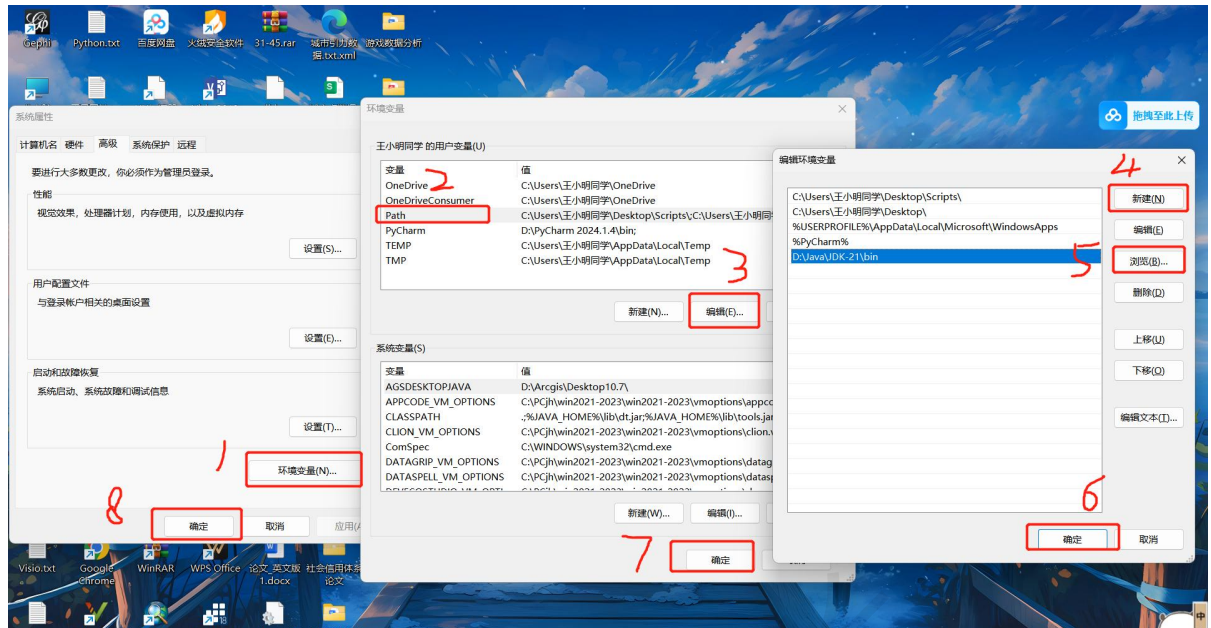 Gephi
Python.txt
百度网盘
火绒安全软件
31-45.rar
城市引力数据.txt.xml
游戏数据分析
拖拽至此上传
系统属性
计算机名 硬件 高级 系统保护 远程
要进行大多数更改，你必须作为管理员登录。
性能
视觉效果，处理器计划，内存使用，以及虚拟内存
设置(S)...
用户配置文件
与登录帐户相关的桌面设置
设置(E)...
启动和故障恢复
系统启动、系统故障和调试信息
设置(T)...
1
环境变量(N)...
8
确定 取消 应用(A
环境变量
王小明同学 的用户变量(U)
变量 值
2
OneDrive C:\Users\王小明同学\OneDrive
OneDriveConsumer C:\Users\王小明同学\OneDrive
Path C:\Users\王小明同学\Desktop\Scripts\;C:\Users\王小明同
PyCharm D:\PyCharm 2024.1.4\bin;
TEMP C:\Users\王小明同学\AppData\Local\Temp
TMP C:\Users\王小明同学\AppData\Local\Temp
3
新建(N)... 编辑(E)...
系统变量(S)
变量 值
AGSDESKTOPJAVA D:\Arcgis\Desktop10.7\
APPCODE_VM_OPTIONS C:\PCjh\win2021-2023\win2021-2023\vmoptions\appcc
CLASSPATH .;%JAVA_HOME%\lib\dt.jar;%JAVA_HOME%\lib\tools.jar
CLION_VM_OPTIONS C:\PCjh\win2021-2023\win2021-2023\vmoptions\clion.v
ComSpec C:\WINDOWS\system32\cmd.exe
DATAGRIP_VM_OPTIONS C:\PCjh\win2021-2023\win2021-2023\vmoptions\datag
DATASPELL_VM_OPTIONS C:\PCjh\win2021-2023\win2021-2023\vmoptions\datasp
新建(W)... 编辑(I)...
7
确定
编辑环境变量
4
C:\Users\王小明同学\Desktop\Scripts\
C:\Users\王小明同学\Desktop\
%USERPROFILE%\AppData\Local\Microsoft\WindowsApps
%PyCharm%
D:\Java\JDK-21\bin
新建(N)
编辑(E)
5
浏览(B)...
删除(D)
上移(U)
下移(O)
编辑文本(T)...
6
确定 取消
Visio.txt
Google Chrome
WinRAR
WPS Office
论文_英文版1.docx
社会信用体系论文
中